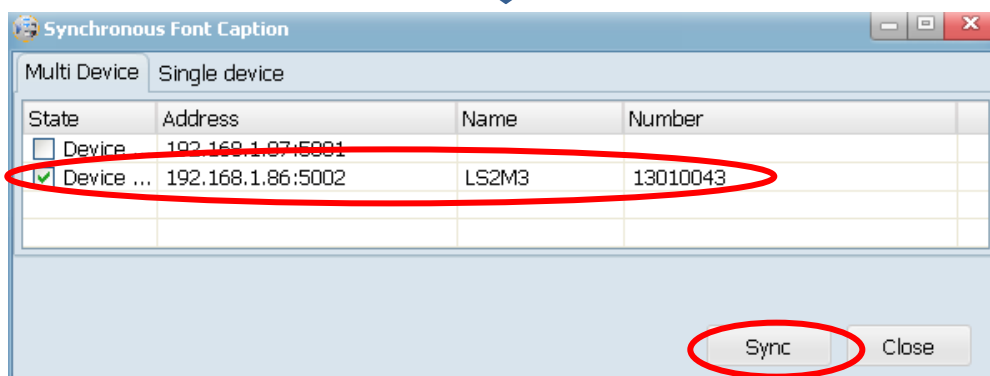 Synchronous Font Caption
Multi Device Single device
State Address Name Number
Device ... 192.168.1.87:5001
Device ... 192.168.1.86:5002 LS2M3 13010043
Sync Close